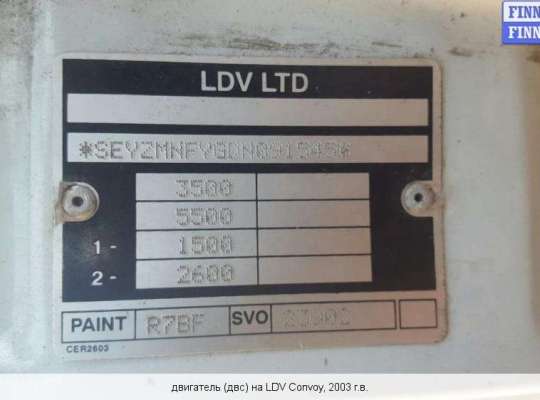 FINN
FINN
LDV LTD
3500
5500
1- 1500
2- 2600
PAINT R7BF SVO
CER2603
двигатель (двс) на LDV Convoy, 2003 г.в.